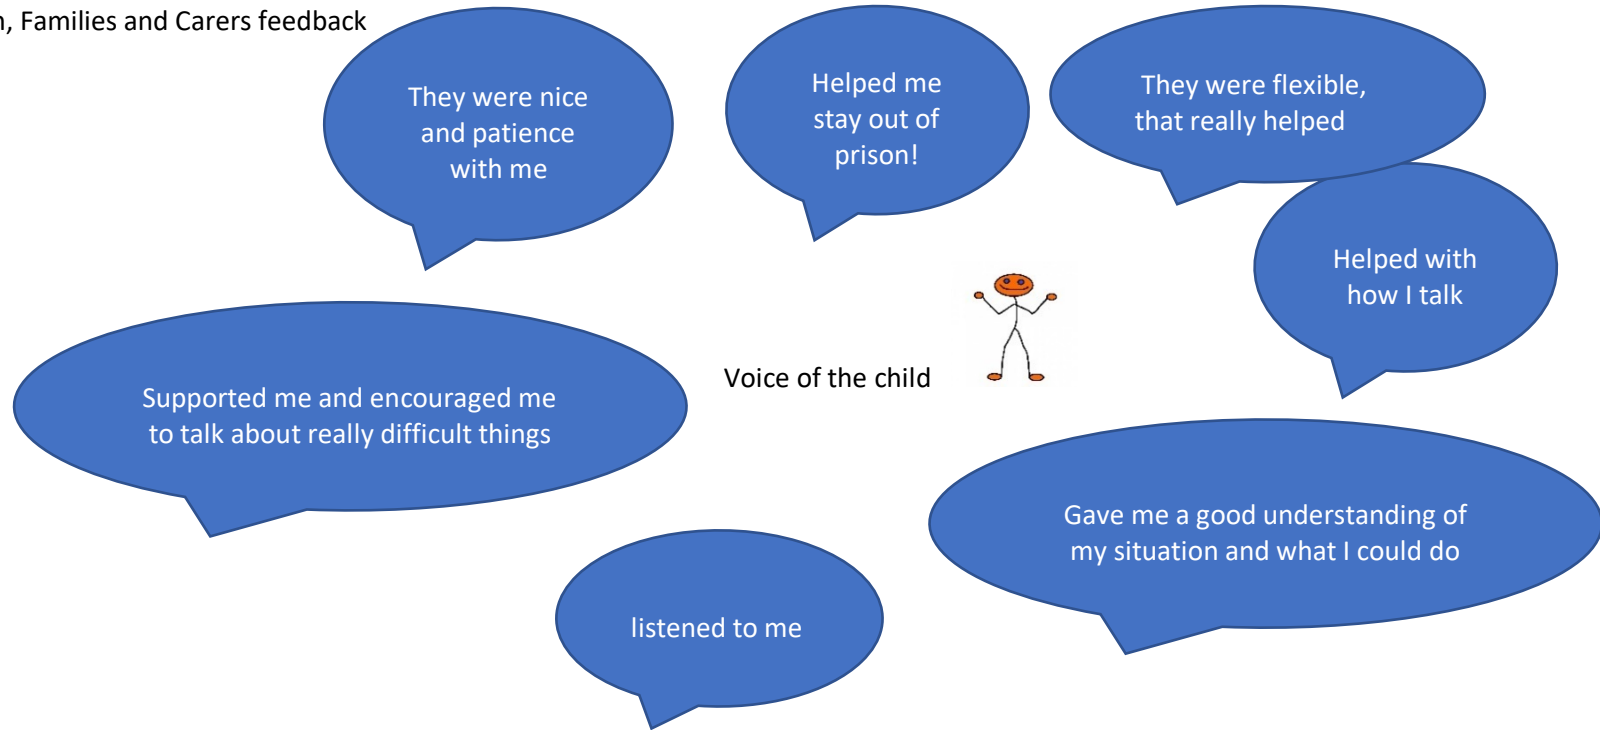 , Families and Carers feedback
They were nice
and patience
with me
Helped me
stay out of
prison!
They were flexible,
that really helped
Helped with
how I talk
Voice of the child
Supported me and encouraged me
to talk about really difficult things
Gave me a good understanding of
my situation and what I could do
listened to me